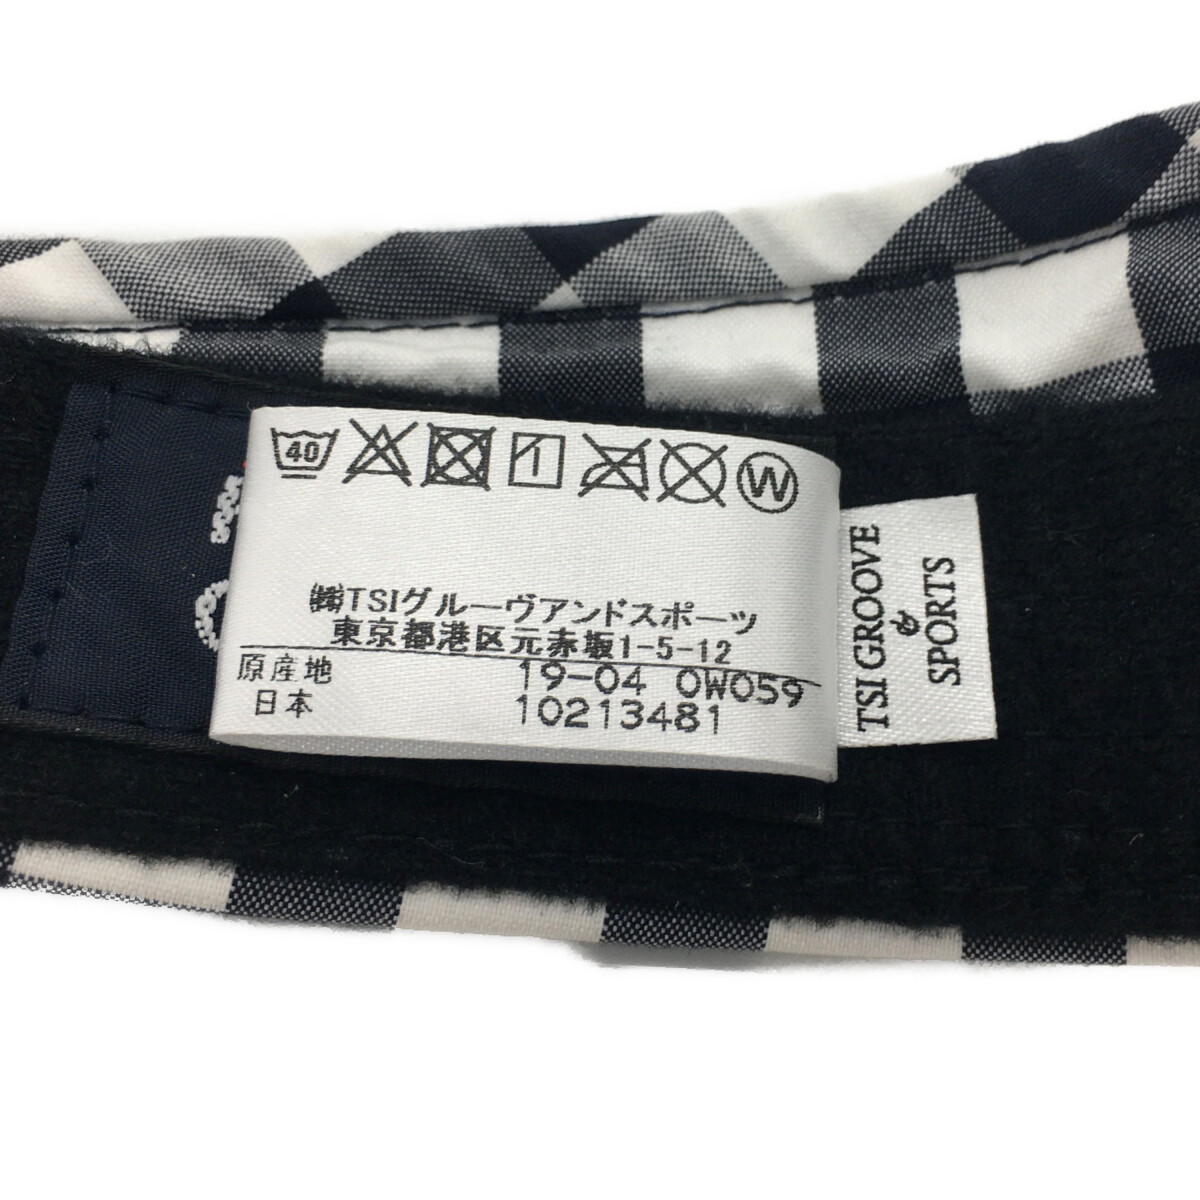 40
W
㈱TSIグルーヴアンドスポーツ
東京都港区元赤坂1-5-12
原産地 19-04 0W059
日本 10213481
TSI GROOVE
&
SPORTS